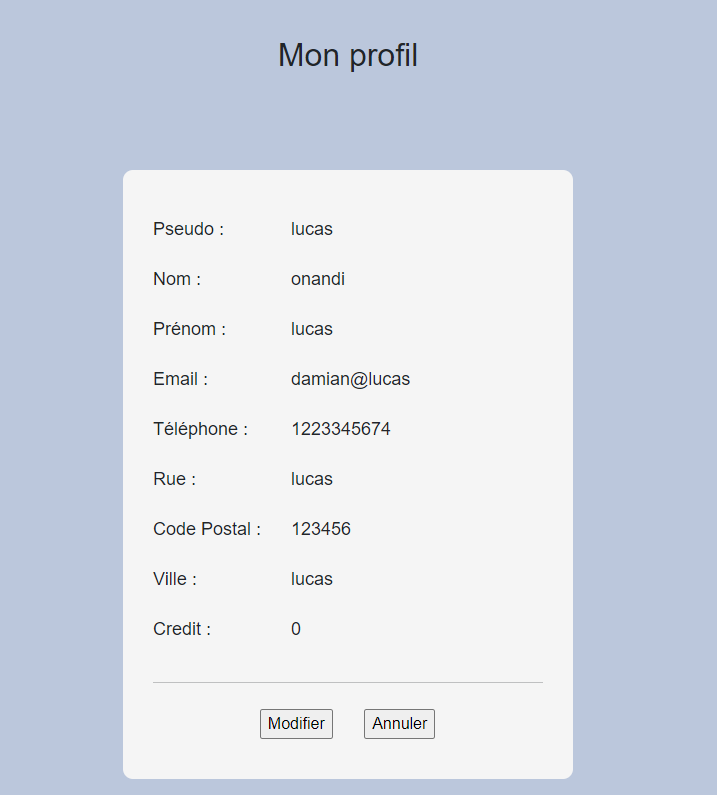 Mon profil
Pseudo : lucas
Nom : onandi
Prénom : lucas
Email : damian@lucas
Téléphone : 1223345674
Rue : lucas
Code Postal : 123456
Ville : lucas
Credit : 0
Modifier Annuler